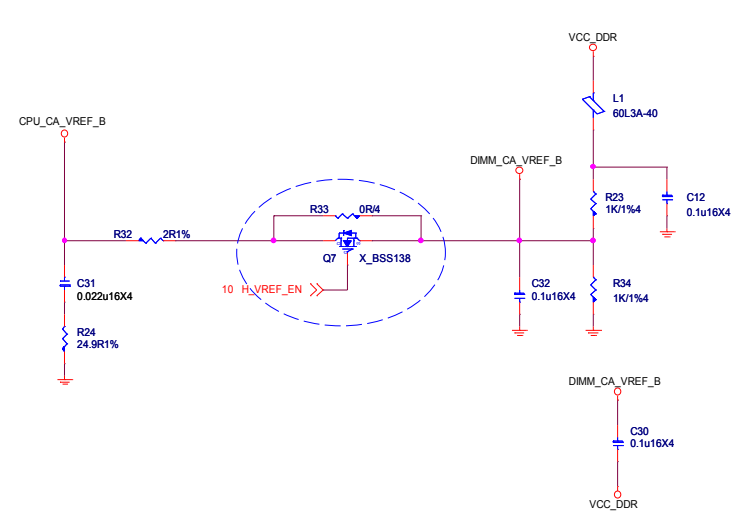 VCC_DDR
L1
60L3A-40
CPU_CA_VREF_B
DIMM_CA_VREF_B
R23
1K/1%4
C12
0.1u16X4
R33 0R/4
R32 2R1%
Q7 X_BSS138
10 H_VREF_EN
C31
0.022u16X4
C32
0.1u16X4
R34
1K/1%4
R24
24.9R1%
DIMM_CA_VREF_B
C30
0.1u16X4
VCC_DDR